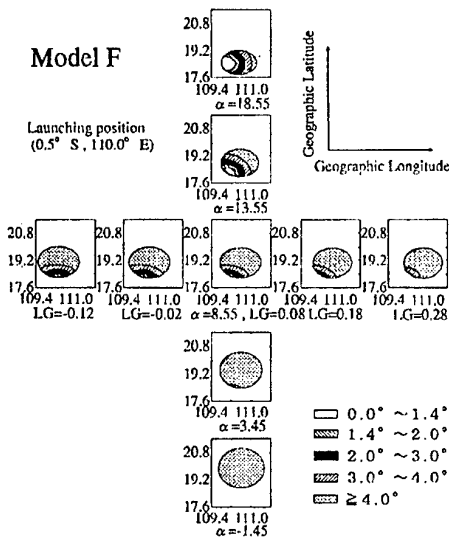 Model F
Launching position
(0.5° S , 110.0° E)
20.8
19.2
17.6
109.4 111.0
α=18.55
Geographic Latitude
Geographic Longitude
20.8
19.2
17.6
109.4 111.0
α=13.55
20.8
19.2
17.6
109.4 111.0
LG=-0.12
20.8
19.2
17.6
109.4 111.0
LG=-0.02
20.8
19.2
17.6
109.4 111.0
α=8.55 , LG=0.08
20.8
19.2
17.6
109.4 111.0
LG=0.18
20.8
19.2
17.6
109.4 111.0
LG=0.28
20.8
19.2
17.6
109.4 111.0
α=3.45
20.8
19.2
17.6
109.4 111.0
α=-1.45
0.0° ~1.4°
1.4° ~2.0°
2.0° ~3.0°
3.0° ~4.0°
≧4.0°